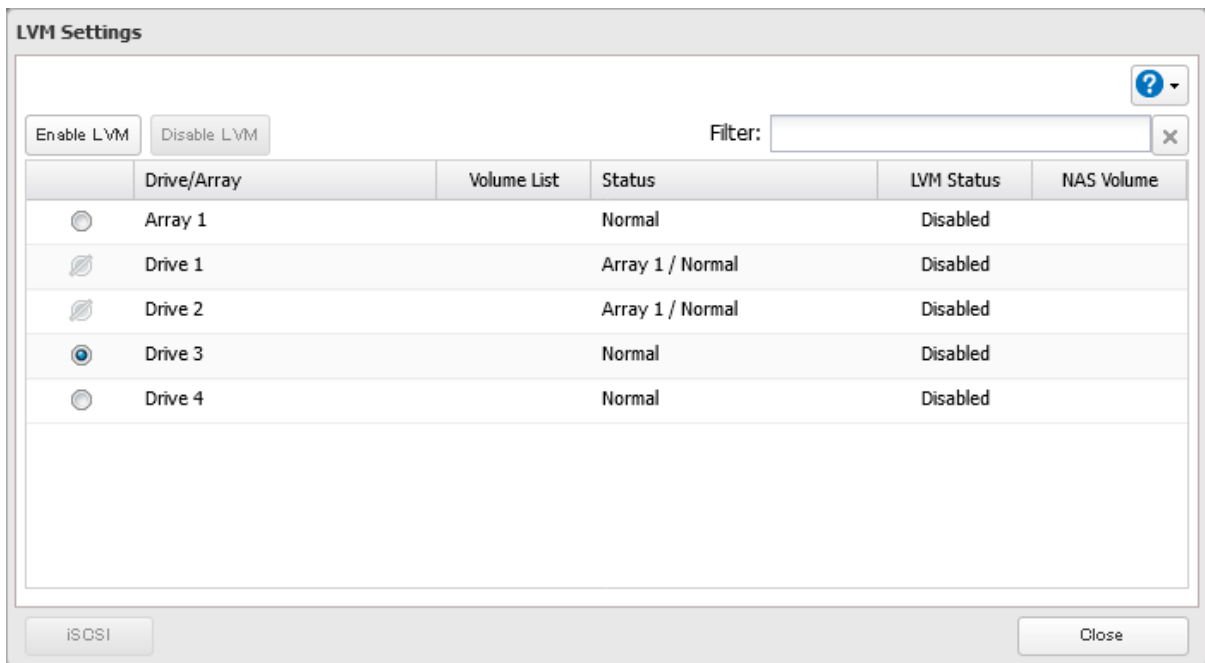 LVM Settings
?
Enable LVM Disable LVM Filter:
Drive/Array Volume List Status LVM Status NAS Volume
Array 1 Normal Disabled
Drive 1 Array 1 / Normal Disabled
Drive 2 Array 1 / Normal Disabled
Drive 3 Normal Disabled
Drive 4 Normal Disabled
iSCSI Close